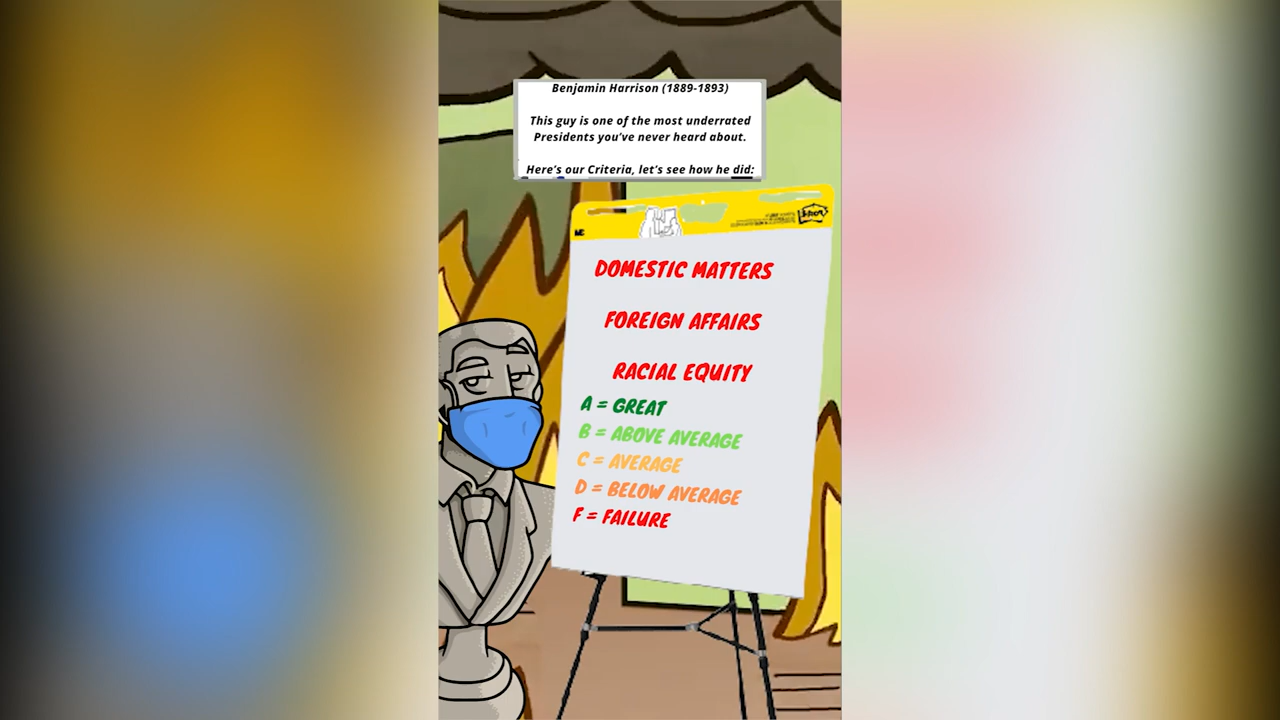 Benjamin Harrison (1889-1893)
This guy is one of the most underrated
Presidents you've never heard about.
Here's our Criteria, let's see how he did:
DOMESTIC MATTERS
FOREIGN AFFAIRS
RACIAL EQUITY
A = GREAT
B = ABOVE AVERAGE
C = AVERAGE
D = BELOW AVERAGE
F = FAILURE